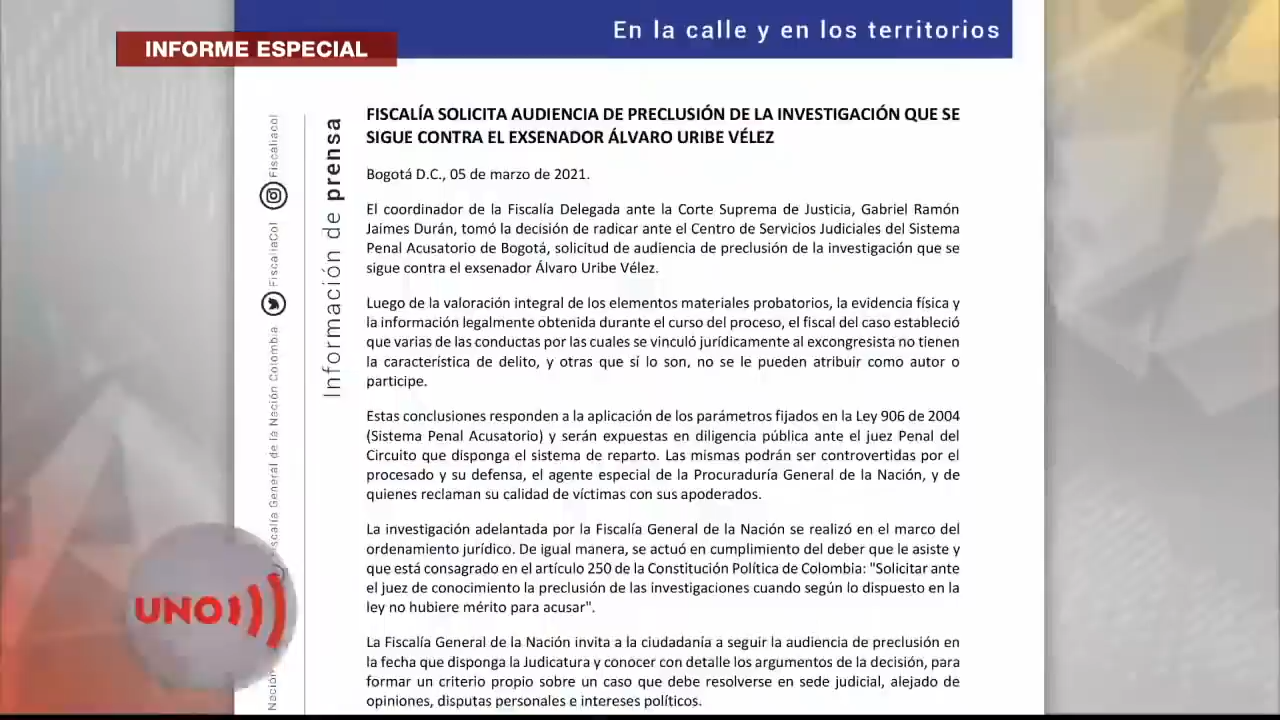 En la calle y en los territorios
INFORME ESPECIAL
FISCALÍA SOLICITA AUDIENCIA DE PRECLUSIÓN DE LA INVESTIGACIÓN QUE SE
SIGUE CONTRA EL EXSENADOR ÁLVARO URIBE VÉLEZ
Bogotá D.C., 05 de marzo de 2021.
El coordinador de la Fiscalía Delegada ante la Corte Suprema de Justicia, Gabriel Ramón
Jaimes Durán, tomó la decisión de radicar ante el Centro de Servicios Judiciales del Sistema
Penal Acusatorio de Bogotá, solicitud de audiencia de preclusión de la investigación que se
sigue contra el exsenador Álvaro Uribe Vélez.
Luego de la valoración integral de los elementos materiales probatorios, la evidencia física y
la información legalmente obtenida durante el curso del proceso, el fiscal del caso estableció
que varias de las conductas por las cuales se vinculó jurídicamente al excongresista no tienen
la característica de delito, y otras que sí lo son, no se le pueden atribuir como autor o
participe.
Estas conclusiones responden a la aplicación de los parámetros fijados en la Ley 906 de 2004
(Sistema Penal Acusatorio) y serán expuestas en diligencia pública ante el juez Penal del
Circuito que disponga el sistema de reparto. Las mismas podrán ser controvertidas por el
procesado y su defensa, el agente especial de la Procuraduría General de la Nación, y de
quienes reclaman su calidad de víctimas con sus apoderados.
La investigación adelantada por la Fiscalía General de la Nación se realizó en el marco del
ordenamiento jurídico. De igual manera, se actuó en cumplimiento del deber que le asiste y
que está consagrado en el artículo 250 de la Constitución Política de Colombia: "Solicitar ante
el juez de conocimiento la preclusión de las investigaciones cuando según lo dispuesto en la
ley no hubiere mérito para acusar".
La Fiscalía General de la Nación invita a la ciudadanía a seguir la audiencia de preclusión en
la fecha que disponga la Judicatura y conocer con detalle los argumentos de la decisión, para
formar un criterio propio sobre un caso que debe resolverse en sede judicial, alejado de
opiniones, disputas personales e intereses políticos.
Información de prensa
Fiscaliacol
FiscaliaCol
Fiscalía General de la Nación Colombia
Nación
UNO